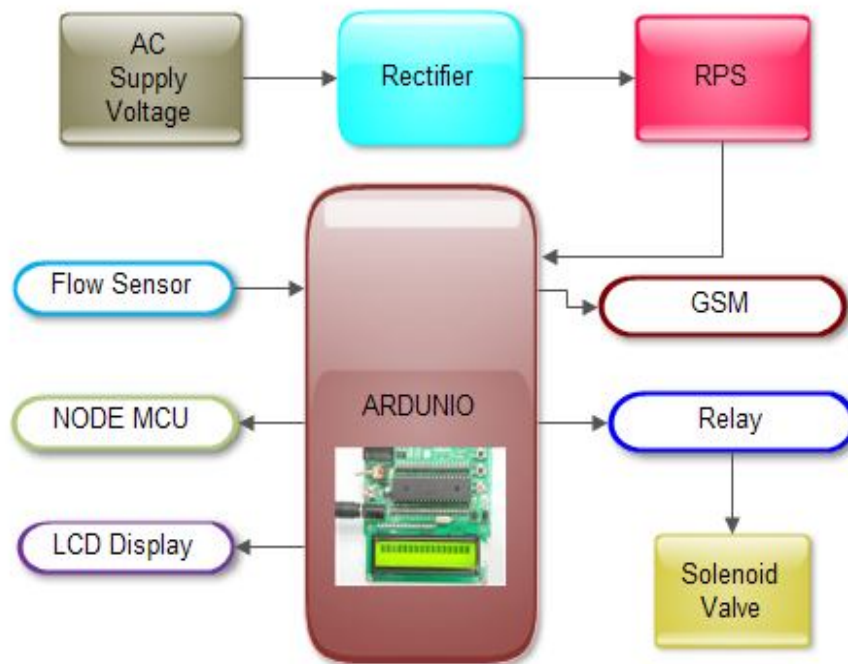 AC
Supply
Voltage
Rectifier
RPS
Flow Sensor
GSM
NODE MCU
ARDUNIO
Relay
LCD Display
Solenoid
Valve